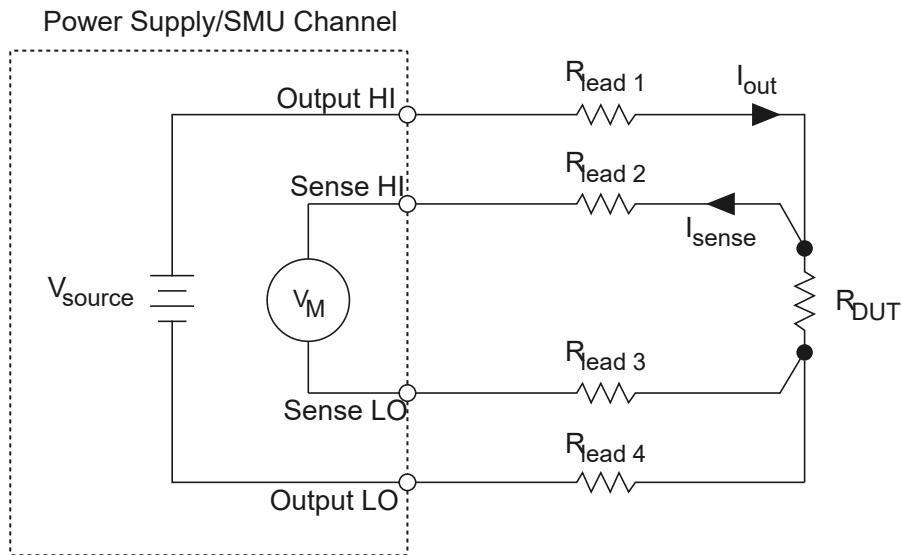 Power Supply/SMU Channel
Output HI
Rlead 1
Iout
Sense HI
Rlead 2
Isense
Vsource
VM
RDUT
Rlead 3
Sense LO
Rlead 4
Output LO